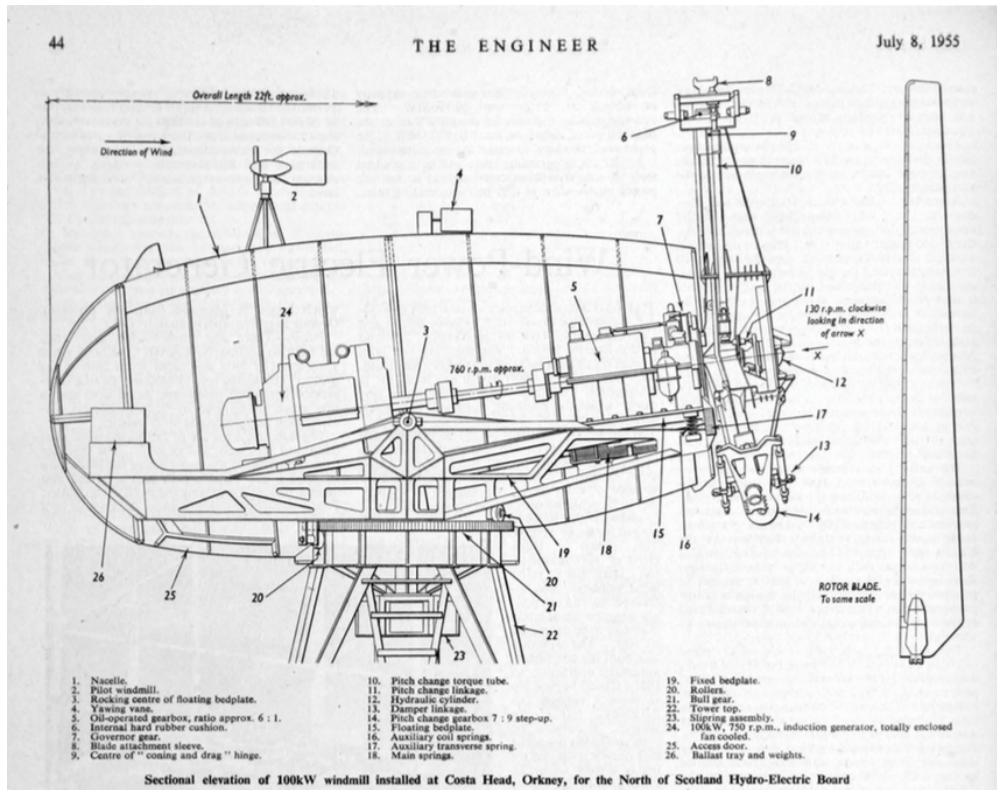 44
THE ENGINEER
July 8, 1955
Overall Length 22ft. approx.
Direction of Wind
1
2
3
4
5
6
7
8
9
10
11
130 r.p.m. clockwise
looking in direction
of arrow X
X
12
24
760 r.p.m. approx.
17
13
14
15
16
18
19
20
20
21
22
23
25
26
ROTOR BLADE.
To same scale
1. Nacelle.
2. Pilot windmill.
3. Rocking centre of floating bedplate.
4. Yawing vane.
5. Oil-operated gearbox, ratio approx. 6 : 1.
6. Internal hard rubber cushion.
7. Governor gear.
8. Blade attachment sleeve.
9. Centre of " coning and drag " hinge.
10. Pitch change torque tube.
11. Pitch change linkage.
12. Hydraulic cylinder.
13. Damper linkage.
14. Pitch change gearbox 7 : 9 step-up.
15. Floating bedplate.
16. Auxiliary coil springs.
17. Auxiliary transverse spring.
18. Main springs.
19. Fixed bedplate.
20. Rollers.
21. Bull gear.
22. Tower top.
23. Slipring assembly.
24. 100kW, 750 r.p.m., induction generator, totally enclosed
fan cooled.
25. Access door.
26. Ballast tray and weights.
Sectional elevation of 100kW windmill installed at Costa Head, Orkney, for the North of Scotland Hydro-Electric Board